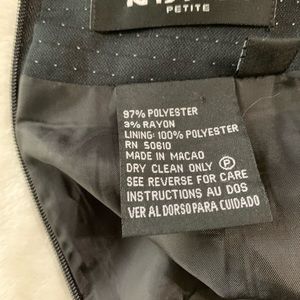 PETITE
97% POLYESTER
3% RAYON
LINING: 100% POLYESTER
RN 50610
MADE IN MACAO
DRY CLEAN ONLY Ⓟ
SEE REVERSE FOR CARE
INSTRUCTIONS AU DOS
VER AL DORSO PARA CUIDADO